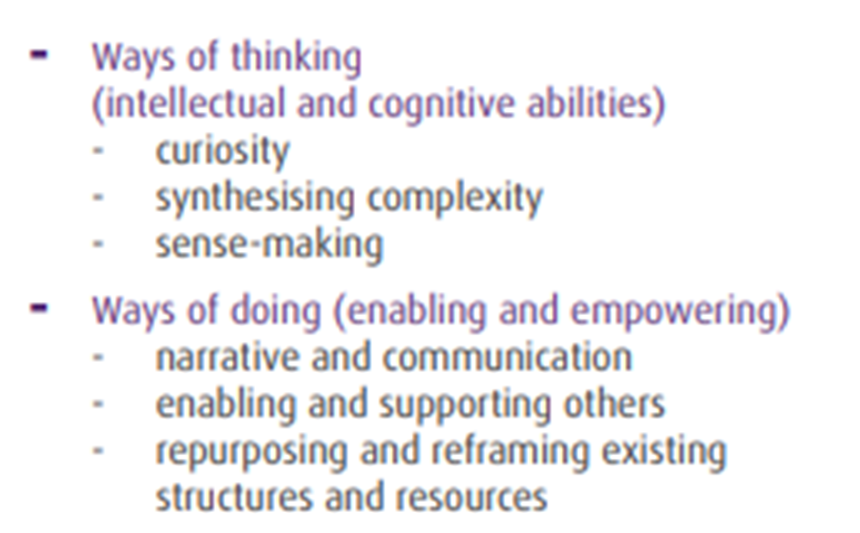 - Ways of thinking
(intellectual and cognitive abilities)
- curiosity
- synthesising complexity
- sense-making
- Ways of doing (enabling and empowering)
- narrative and communication
- enabling and supporting others
- repurposing and reframing existing
structures and resources